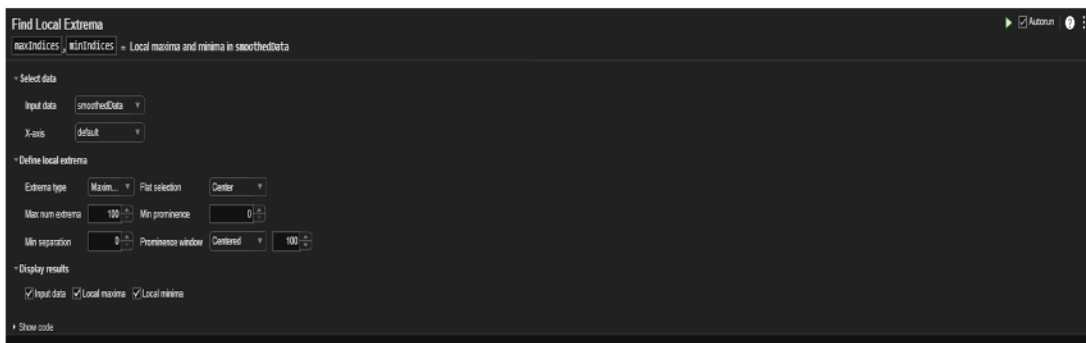 Find Local Extrema
Autorun ?
maxIndices , minIndices = Local maxima and minima in smoothedData
Select data
Input data smoothedData
X-axis default
Define local extrema
Extrema type Maxim... Flat selection Center
Max num extrema 100 Min prominence 0
Min separation 0 Prominence window Centered 100
Display results
Input data Local maxima Local minima
Show code